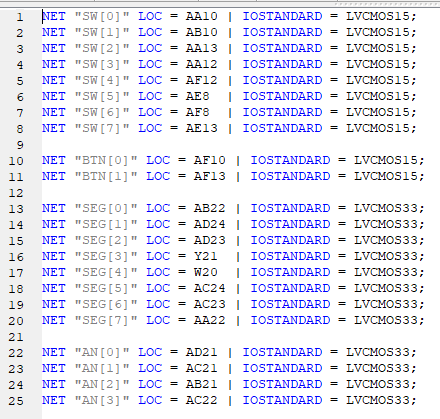 1 NET "SW[0]" LOC = AA10 | IOSTANDARD = LVCMOS15;
2 NET "SW[1]" LOC = AB10 | IOSTANDARD = LVCMOS15;
3 NET "SW[2]" LOC = AA13 | IOSTANDARD = LVCMOS15;
4 NET "SW[3]" LOC = AA12 | IOSTANDARD = LVCMOS15;
5 NET "SW[4]" LOC = AF12 | IOSTANDARD = LVCMOS15;
6 NET "SW[5]" LOC = AE8  | IOSTANDARD = LVCMOS15;
7 NET "SW[6]" LOC = AF8  | IOSTANDARD = LVCMOS15;
8 NET "SW[7]" LOC = AE13 | IOSTANDARD = LVCMOS15;
9
10 NET "BTN[0]" LOC = AF10 | IOSTANDARD = LVCMOS15;
11 NET "BTN[1]" LOC = AF13 | IOSTANDARD = LVCMOS15;
12
13 NET "SEG[0]" LOC = AB22 | IOSTANDARD = LVCMOS33;
14 NET "SEG[1]" LOC = AD24 | IOSTANDARD = LVCMOS33;
15 NET "SEG[2]" LOC = AD23 | IOSTANDARD = LVCMOS33;
16 NET "SEG[3]" LOC = Y21  | IOSTANDARD = LVCMOS33;
17 NET "SEG[4]" LOC = W20  | IOSTANDARD = LVCMOS33;
18 NET "SEG[5]" LOC = AC24 | IOSTANDARD = LVCMOS33;
19 NET "SEG[6]" LOC = AC23 | IOSTANDARD = LVCMOS33;
20 NET "SEG[7]" LOC = AA22 | IOSTANDARD = LVCMOS33;
21
22 NET "AN[0]" LOC = AD21 | IOSTANDARD = LVCMOS33;
23 NET "AN[1]" LOC = AC21 | IOSTANDARD = LVCMOS33;
24 NET "AN[2]" LOC = AB21 | IOSTANDARD = LVCMOS33;
25 NET "AN[3]" LOC = AC22 | IOSTANDARD = LVCMOS33;